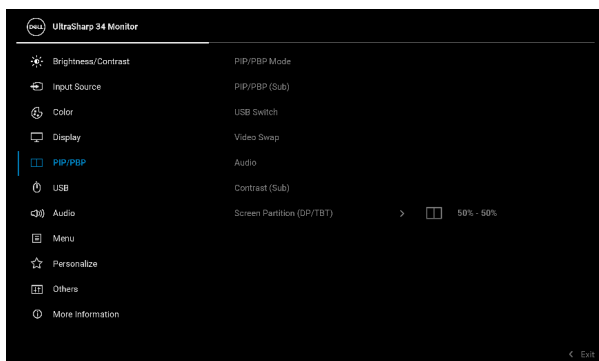 DELL UltraSharp 34 Monitor
Brightness/Contrast
Input Source
Color
Display
PIP/PBP
USB
Audio
Menu
Personalize
Others
More Information
PIP/PBP Mode
PIP/PBP (Sub)
USB Switch
Video Swap
Audio
Contrast (Sub)
Screen Partition (DP/TBT) > 50% - 50%
< Exit